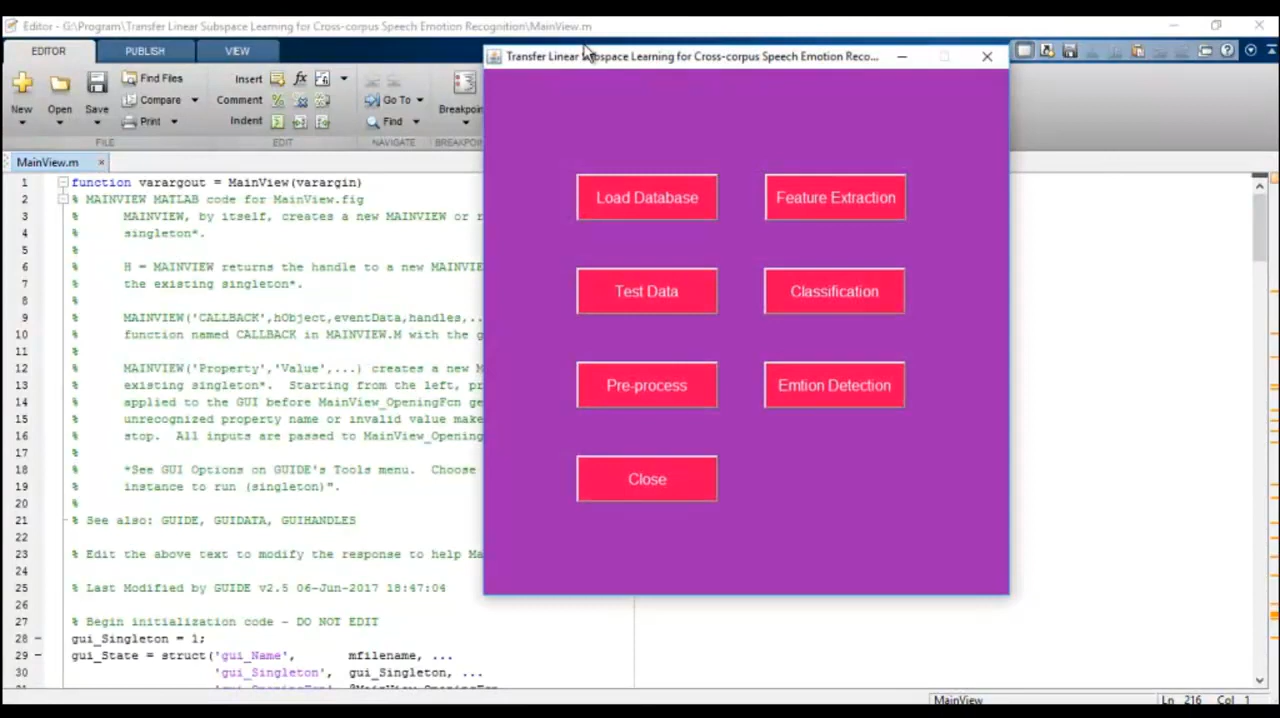 Editor - G:\Program\Transfer Linear Subspace Learning for Cross-corpus Speech Emotion Recognition\MainView.m
EDITOR PUBLISH VIEW
New Open Save
Find Files
Compare
Print
Insert
Comment
Indent
Go To
Find
Breakpoin
FILE EDIT NAVIGATE BREAKPOIN
MainView.m
1 function varargout = MainView(varargin)
2 % MAINVIEW MATLAB code for MainView.fig
3 % MAINVIEW, by itself, creates a new MAINVIEW or r
4 % singleton*.
5 %
6 % H = MAINVIEW returns the handle to a new MAINVIE
7 % the existing singleton*.
8 %
9 % MAINVIEW('CALLBACK',hObject,eventData,handles,..
10 % function named CALLBACK in MAINVIEW.M with the g
11 %
12 % MAINVIEW('Property','Value',...) creates a new M
13 % existing singleton*. Starting from the left, pr
14 % applied to the GUI before MainView_OpeningFcn ge
15 % unrecognized property name or invalid value make
16 % stop. All inputs are passed to MainView_Opening
17 %
18 % *See GUI Options on GUIDE's Tools menu. Choose
19 % instance to run (singleton)".
20 %
21 % See also: GUIDE, GUIDATA, GUIHANDLES
22
23 % Edit the above text to modify the response to help Ma
24
25 % Last Modified by GUIDE v2.5 06-Jun-2017 18:47:04
26
27 % Begin initialization code - DO NOT EDIT
28 gui_Singleton = 1;
29 gui_State = struct('gui_Name', mfilename, ...
30 'gui_Singleton', gui_Singleton, ...
Transfer Linear Subspace Learning for Cross-corpus Speech Emotion Reco...
Load Database
Feature Extraction
Test Data
Classification
Pre-process
Emtion Detection
Close
MainView
Ln 216 Col 1